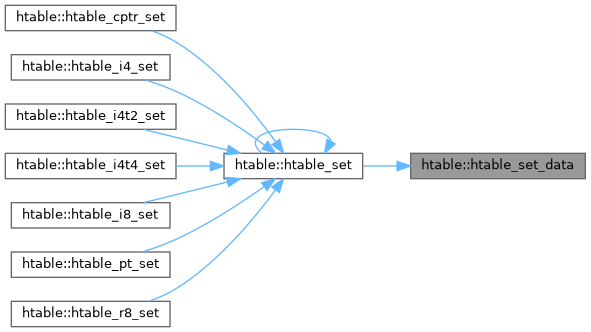 htable::htable_cptr_set
htable::htable_i4_set
htable::htable_i4t2_set
htable::htable_i4t4_set
htable::htable_i8_set
htable::htable_pt_set
htable::htable_r8_set
htable::htable_set
htable::htable_set_data